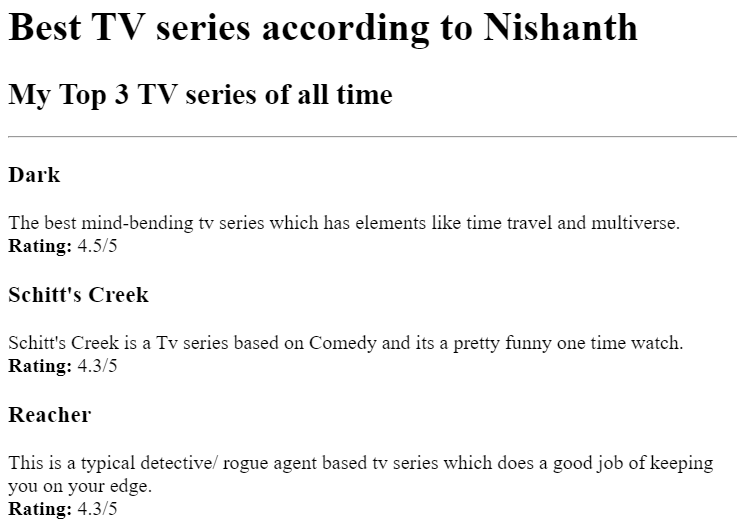 Best TV series according to Nishanth
My Top 3 TV series of all time
Dark
The best mind-bending tv series which has elements like time travel and multiverse.
Rating: 4.5/5
Schitt's Creek
Schitt's Creek is a Tv series based on Comedy and its a pretty funny one time watch.
Rating: 4.3/5
Reacher
This is a typical detective/ rogue agent based tv series which does a good job of keeping
you on your edge.
Rating: 4.3/5